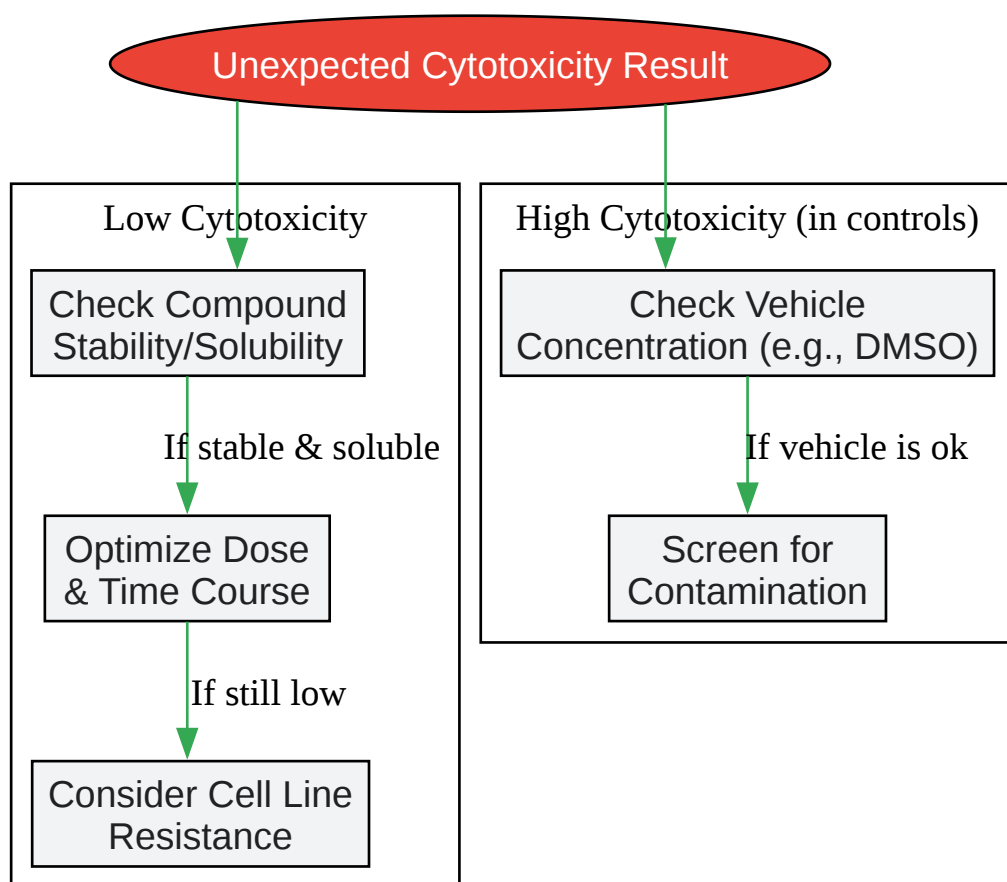 Unexpected Cytotoxicity Result
Low Cytotoxicity
Check Compound
Stability/Solubility
If stable & soluble
Optimize Dose
& Time Course
If still low
Consider Cell Line
Resistance
High Cytotoxicity (in controls)
Check Vehicle
Concentration (e.g., DMSO)
If vehicle is ok
Screen for
Contamination